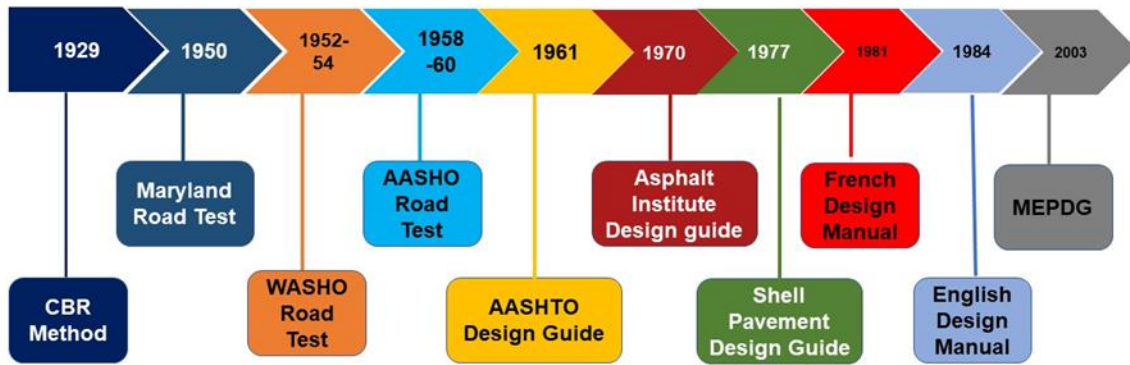 1929
1950
1952-
54
1958
-60
1961
1970
1977
1981
1984
2003
Maryland
Road Test
AASHO
Road
Test
Asphalt
Institute
Design guide
French
Design
Manual
MEPDG
CBR
Method
WASHO
Road
Test
AASHTO
Design Guide
Shell
Pavement
Design Guide
English
Design
Manual